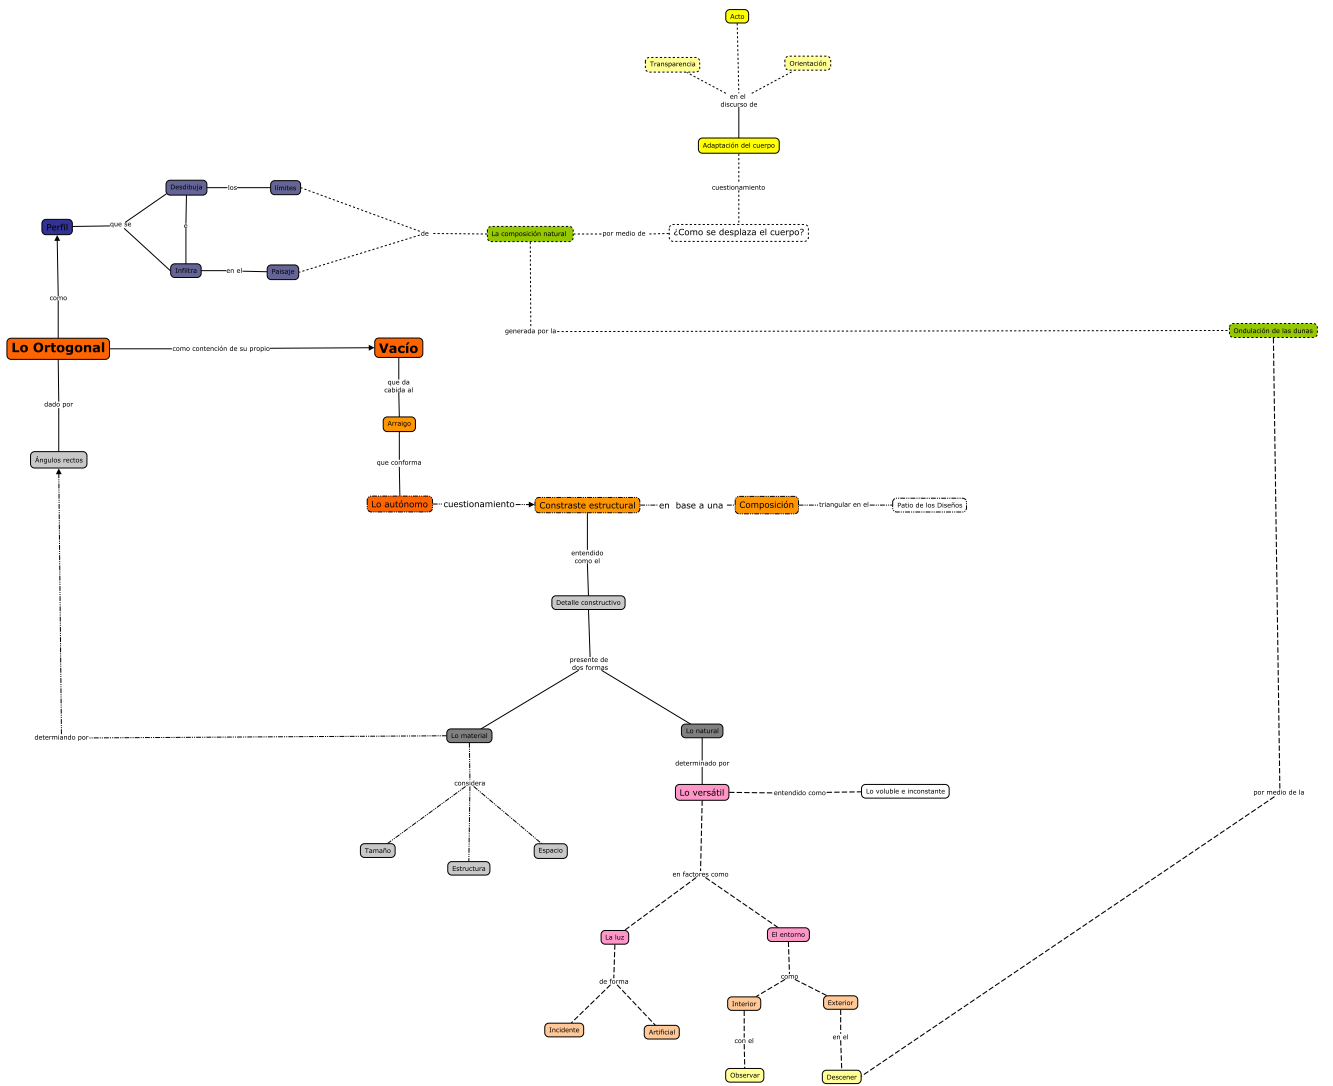 Acto
Transparencia
Orientación
en el
discurso de
Adaptación del cuerpo
cuestionamiento
Desdibuja
los
limites
Perfil
que se
o
de
La composición natural
por medio de
¿Como se desplaza el cuerpo?
Infiltra
en el
Paisaje
como
generada por la
Ondulación de las dunas
Lo Ortogonal
como contención de su propio
Vacío
que da
cabida al
dado por
Arraigo
Ángulos rectos
que conforma
Lo autónomo
cuestionamiento
Constraste estructural
en base a una
Composición
triangular en el
Patio de los Diseños
entendido
como el
Detalle constructivo
presente de
dos formas
determiando por
Lo material
Lo natural
determinado por
considera
Lo versátil
entendido como
Lo voluble e inconstante
por medio de la
Tamaño
Estructura
Espacio
en factores como
La luz
El entorno
de forma
como
Incidente
Artificial
Interior
Exterior
con el
en el
Observar
Descener